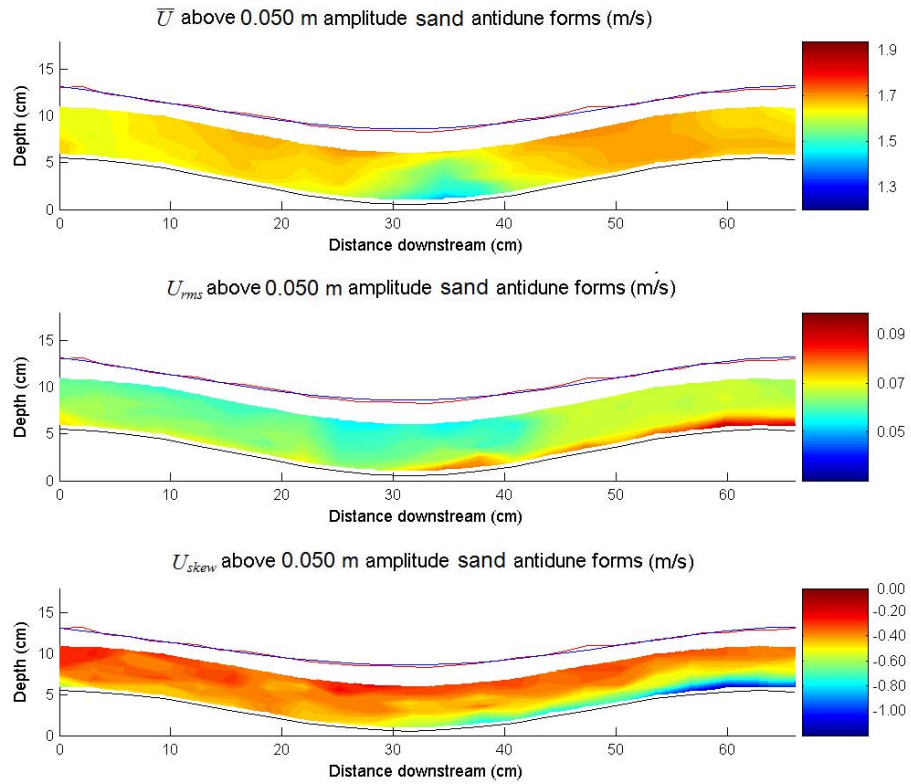 U̅ above 0.050 m amplitude sand antidune forms (m/s)
1.9
15
10
5
0
Depth (cm)
1.7
1.5
1.3
0 10 20 30 40 50 60
Distance downstream (cm)
Urms above 0.050 m amplitude sand antidune forms (m/s)
15
10
5
0
Depth (cm)
0.09
0.07
0.05
0 10 20 30 40 50 60
Distance downstream (cm)
Uskew above 0.050 m amplitude sand antidune forms (m/s)
15
10
5
0
Depth (cm)
0.00
-0.20
-0.40
-0.60
-0.80
-1.00
0 10 20 30 40 50 60
Distance downstream (cm)